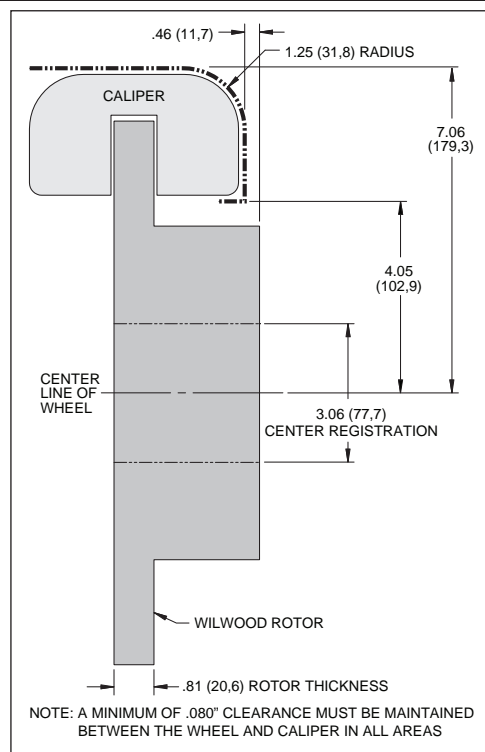 .46 (11,7)
1.25 (31,8) RADIUS
CALIPER
7.06
(179,3)
4.05
(102,9)
CENTER
LINE OF
WHEEL
3.06 (77,7)
CENTER REGISTRATION
WILWOOD ROTOR
.81 (20,6) ROTOR THICKNESS
NOTE: A MINIMUM OF .080" CLEARANCE MUST BE MAINTAINED
BETWEEN THE WHEEL AND CALIPER IN ALL AREAS